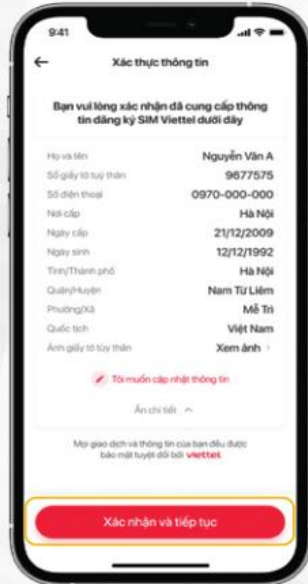 9:41
Xác thực thông tin
Bạn vui lòng xác nhận đã cung cấp thông
tin đăng ký SIM Viettel dưới đây
Họ và tên Nguyễn Văn A
Số giấy tờ tuỳ thân 9677575
Số điện thoại 0970-000-000
Nơi cấp Hà Nội
Ngày cấp 21/12/2009
Ngày sinh 12/12/1992
Tỉnh/Thành phố Hà Nội
Quận/Huyện Nam Từ Liêm
Phường/Xã Mễ Trì
Quốc tịch Việt Nam
Ảnh giấy tờ tùy thân Xem ảnh
Tôi muốn cập nhật thông tin
Ẩn chi tiết
Mọi giao dịch và thông tin của bạn đều được
bảo mật tuyệt đối bởi viettel
Xác nhận và tiếp tục